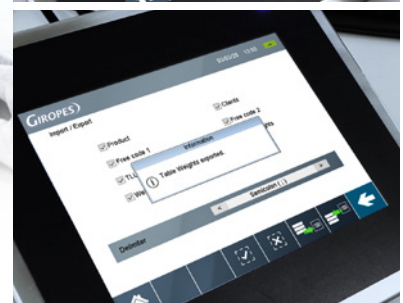 GIROPES)
Import / Export
Product
Clients
Free code 1
Free code 2
Information
Table Weights exported.
Delimiter
< Semicolon ( ; ) >